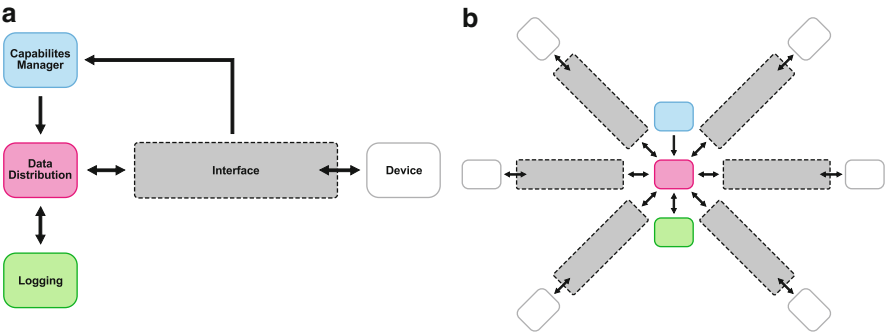 a
Capabilites
Manager
Data
Distribution
Interface
Device
Logging
b